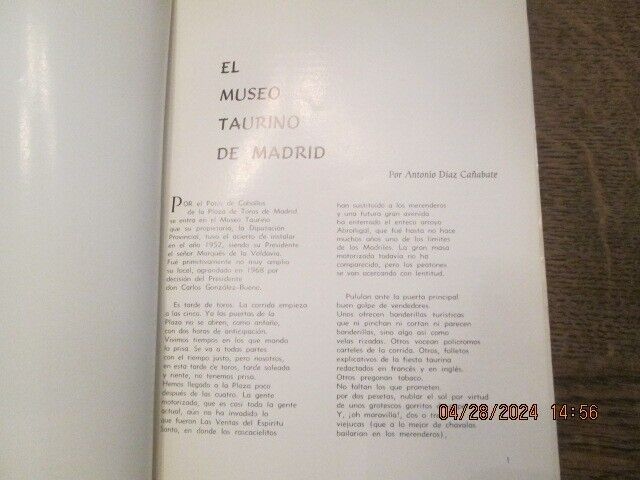 EL
MUSEO
TAURINO
DE MADRID
Por Antonio Díaz Cañabate
POR el Patio de Caballos
de la Plaza de Toros de Madrid
se entra en el Museo Taurino
que su propietaria, la Diputación
Provincial, tuvo el acierto de instalar
en el año 1952, siendo su Presidente
el señor Marqués de la Valdavia.
Fue primitivamente no muy amplio
su local, agrandado en 1968 por
decisión del Presidente
don Carlos González-Bueno.
Es tarde de toros. La corrida empieza
a las cinco. Ya las puertas de la
Plaza no se abren, como antaño,
con dos horas de anticipación.
Vivimos tiempos en los que manda
la prisa. Se va a todas partes
con el tiempo justo, pero nosotros,
en esta tarde de toros, tarde soleada
y riente, no tenemos prisa.
Hemos llegado a la Plaza poco
después de las cuatro. La gente
motorizada, que es casi toda la gente
actual, aún no ha invadido lo
que fueran Las Ventas del Espíritu
Santo, en donde los rascacielitos
han sustituido a los merenderos
y una futura gran avenida
ha enterrado el enteco arroyo
Abroñigal, que fue hasta no hace
muchos años uno de los límites
de los Madriles. La gran masa
motorizada todavía no ha
comparecido, pero los peatones
se van acercando con lentitud.
Pululan ante la puerta principal
buen golpe de vendedores.
Unos ofrecen banderillas turísticas
que ni pinchan ni cortan ni parecen
banderillas, sino algo así como
velas rizadas. Otros vocean policromos
carteles de la corrida. Otros, folletos
explicativos de la fiesta taurina
redactados en francés y en inglés.
Otros pregonan tabaco.
No faltan los que prometen,
por dos pesetas, nublar el sol por virtud
de unos grotescos gorritos
Y, ¡oh maravilla!, dos o
viejucas (que a lo mejor de chavalas
bailarían en los merenderos),
1
04/28/2024 14:56